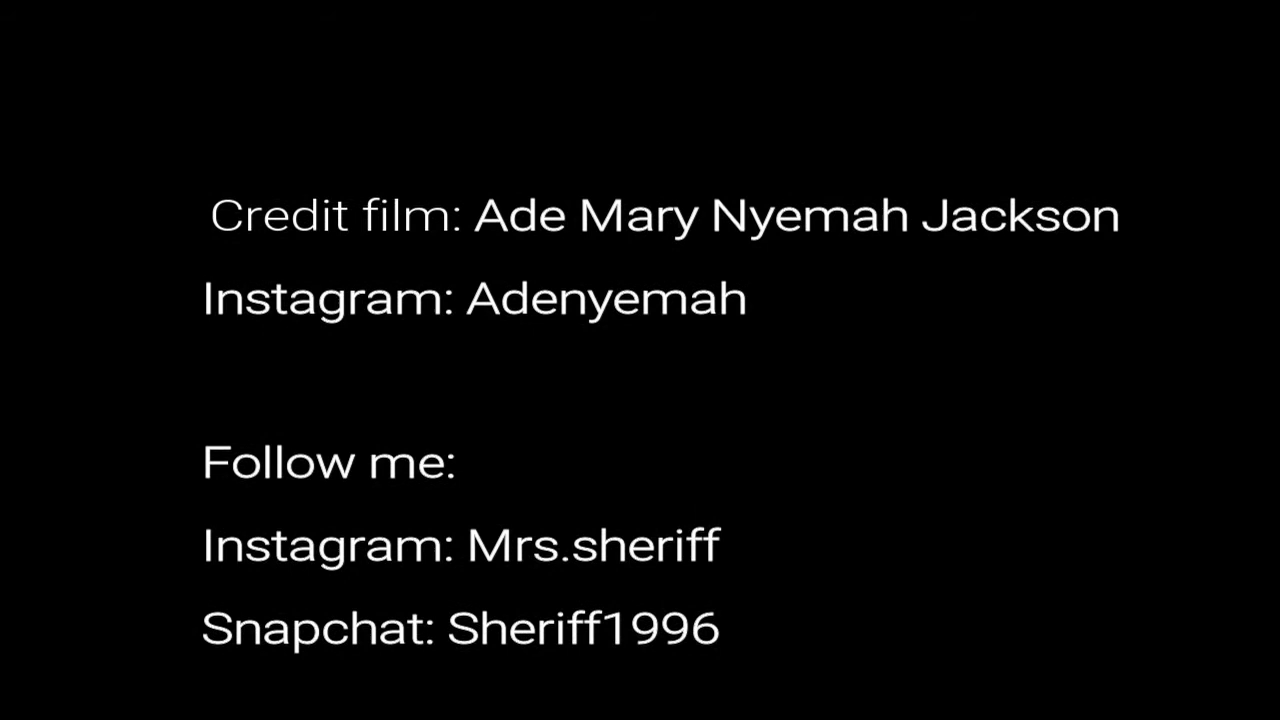 Credit film: Ade Mary Nyemah Jackson
Instagram: Adenyemah
Follow me:
Instagram: Mrs.sheriff
Snapchat: Sheriff1996